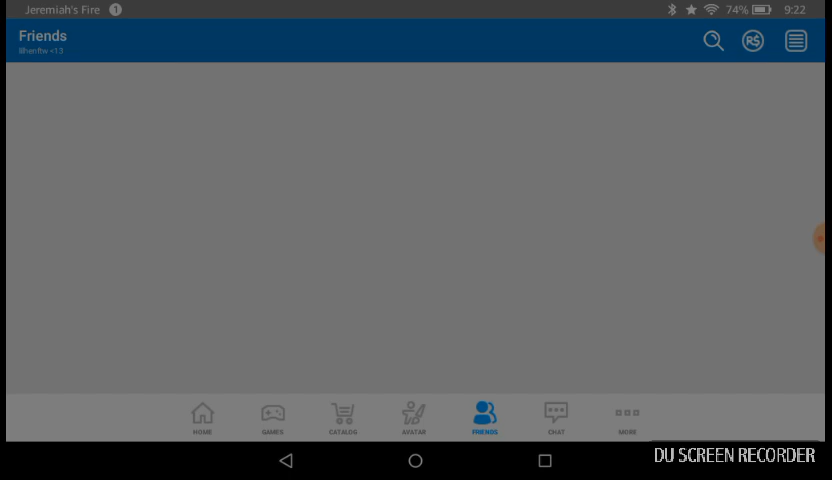 Jeremiah's Fire 1 74% 9:22
Friends
R$
HOME GAMES CATALOG AVATAR FRIENDS CHAT MORE
DU SCREEN RECORDER